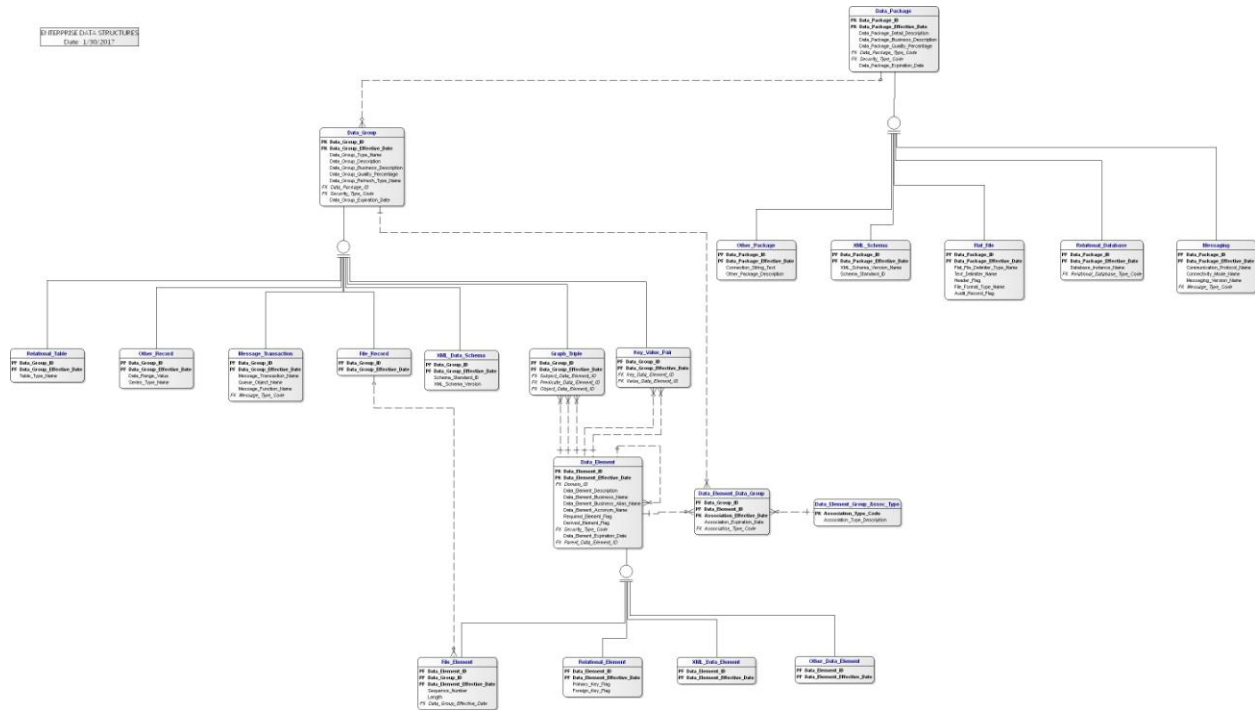 ENTERPRISE DATA STRUCTURES
Date: 1/30/2017
Data_Package
PK Data_Package_ID
PK Data_Package_Effective_Date
Data_Package_Detail_Description
Data_Package_Business_Description
Data_Package_Quality_Percentage
FK Data_Package_Type_Code
FK Security_Type_Code
Data_Package_Expiration_Date
Data_Group
PK Data_Group_ID
PK Data_Group_Effective_Date
Data_Group_Type_Name
Data_Group_Description
Data_Group_Business_Description
Data_Group_Quality_Percentage
FK Data_Package_ID
FK Security_Type_Code
Data_Group_Expiration_Date
Other_Package
PF Data_Package_ID
PF Data_Package_Effective_Date
Connection_String_Text
Other_Package_Description
XML_Schema
PF Data_Package_ID
PF Data_Package_Effective_Date
XML_Schema_Version_Name
Schema_Standard_ID
Flat_File
PF Data_Package_ID
PF Data_Package_Effective_Date
Flat_File_Delimiter_Type_Name
Text_Delimiter_Name
Header_Flag
File_Format_Type_Name
Audit_Record_Flag
Relational_Database
PF Data_Package_ID
PF Data_Package_Effective_Date
Database_Instance_Name
FK Relational_Database_Type_Code
Messaging
PF Data_Package_ID
PF Data_Package_Effective_Date
Communication_Protocol_Name
Connectivity_Mode_Name
Messaging_Version_Name
FK Message_Type_Code
Relational_Table
PF Data_Group_ID
PF Data_Group_Effective_Date
Table_Type_Name
Other_Record
PF Data_Group_ID
PF Data_Group_Effective_Date
Data_Range_Value
Series_Type_Name
Message_Transaction
PF Data_Group_ID
PF Data_Group_Effective_Date
Message_Transaction_Name
Queue_Object_Name
Message_Function_Name
FK Message_Type_Code
File_Record
PF Data_Group_ID
PF Data_Group_Effective_Date
XML_Data_Schema
PF Data_Group_ID
PF Data_Group_Effective_Date
Schema_Standard_ID
XML_Schema_Version
Graph_Triple
PF Data_Group_ID
PF Data_Group_Effective_Date
FK Subject_Data_Element_ID
FK Predicate_Data_Element_ID
FK Object_Data_Element_ID
Key_Value_Pair
PF Data_Group_ID
PF Data_Group_Effective_Date
FK Key_Data_Element_ID
FK Value_Data_Element_ID
Data_Element
PK Data_Element_ID
PK Data_Element_Effective_Date
FK Domain_ID
Data_Element_Description
Data_Element_Business_Name
Data_Element_Business_Alias_Name
Data_Element_Acronym_Name
Required_Element_Flag
Derived_Element_Flag
FK Security_Type_Code
Data_Element_Expiration_Date
FK Parent_Data_Element_ID
Data_Element_Data_Group
PF Data_Group_ID
PF Data_Element_ID
PK Association_Effective_Date
Association_Expiration_Date
FK Association_Type_Code
Data_Element_Group_Assoc_Type
PK Association_Type_Code
Association_Type_Description
File_Element
PF Data_Element_ID
PF Data_Group_ID
PF Data_Element_Effective_Date
Sequence_Number
Length
FK Data_Group_Effective_Date
Relational_Element
PF Data_Element_ID
PF Data_Element_Effective_Date
Primary_Key_Flag
Foreign_Key_Flag
XML_Data_Element
PF Data_Element_ID
PF Data_Element_Effective_Date
Other_Data_Element
PF Data_Element_ID
PF Data_Element_Effective_Date